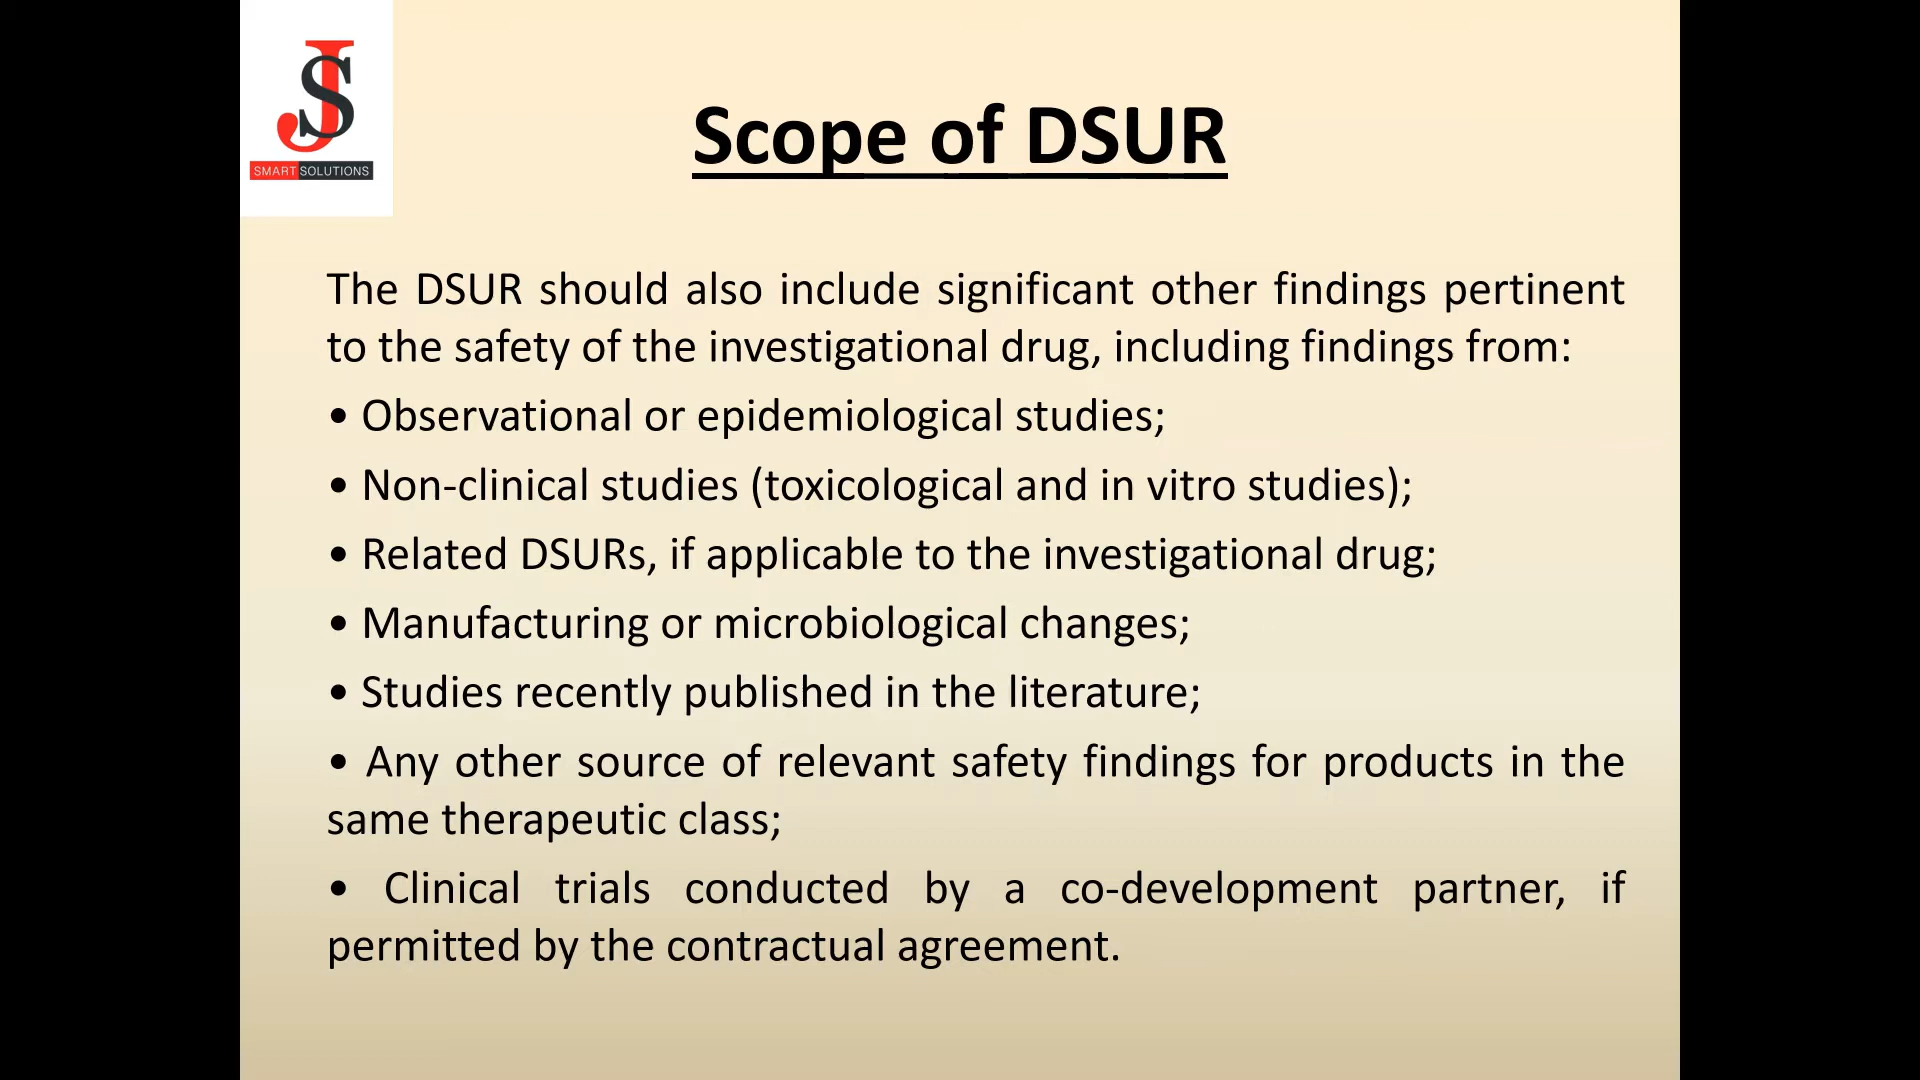 JS
SMART SOLUTIONS
Scope of DSUR
The DSUR should also include significant other findings pertinent
to the safety of the investigational drug, including findings from:
• Observational or epidemiological studies;
• Non-clinical studies (toxicological and in vitro studies);
• Related DSURs, if applicable to the investigational drug;
• Manufacturing or microbiological changes;
• Studies recently published in the literature;
• Any other source of relevant safety findings for products in the
same therapeutic class;
• Clinical trials conducted by a co-development partner, if
permitted by the contractual agreement.